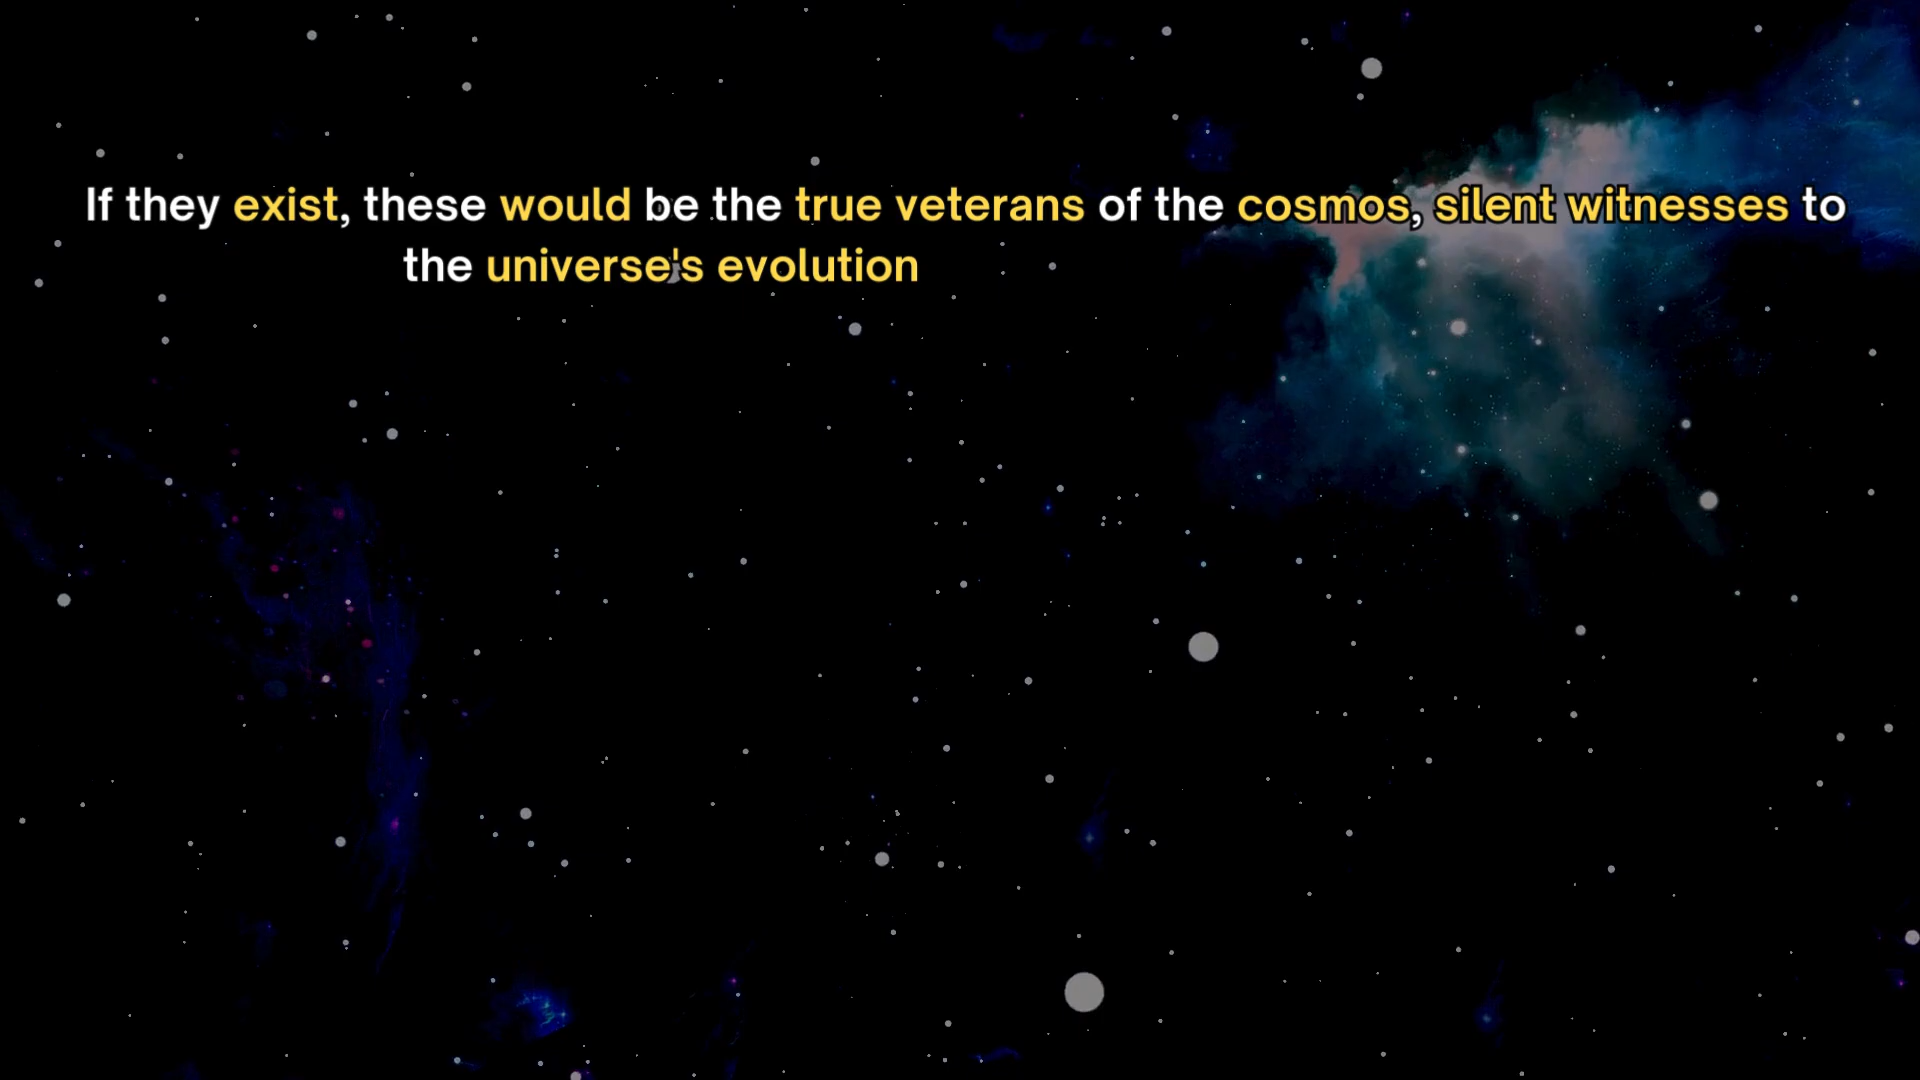 If they exist, these would be the true veterans of the cosmos, silent witnesses to
the universe's evolution